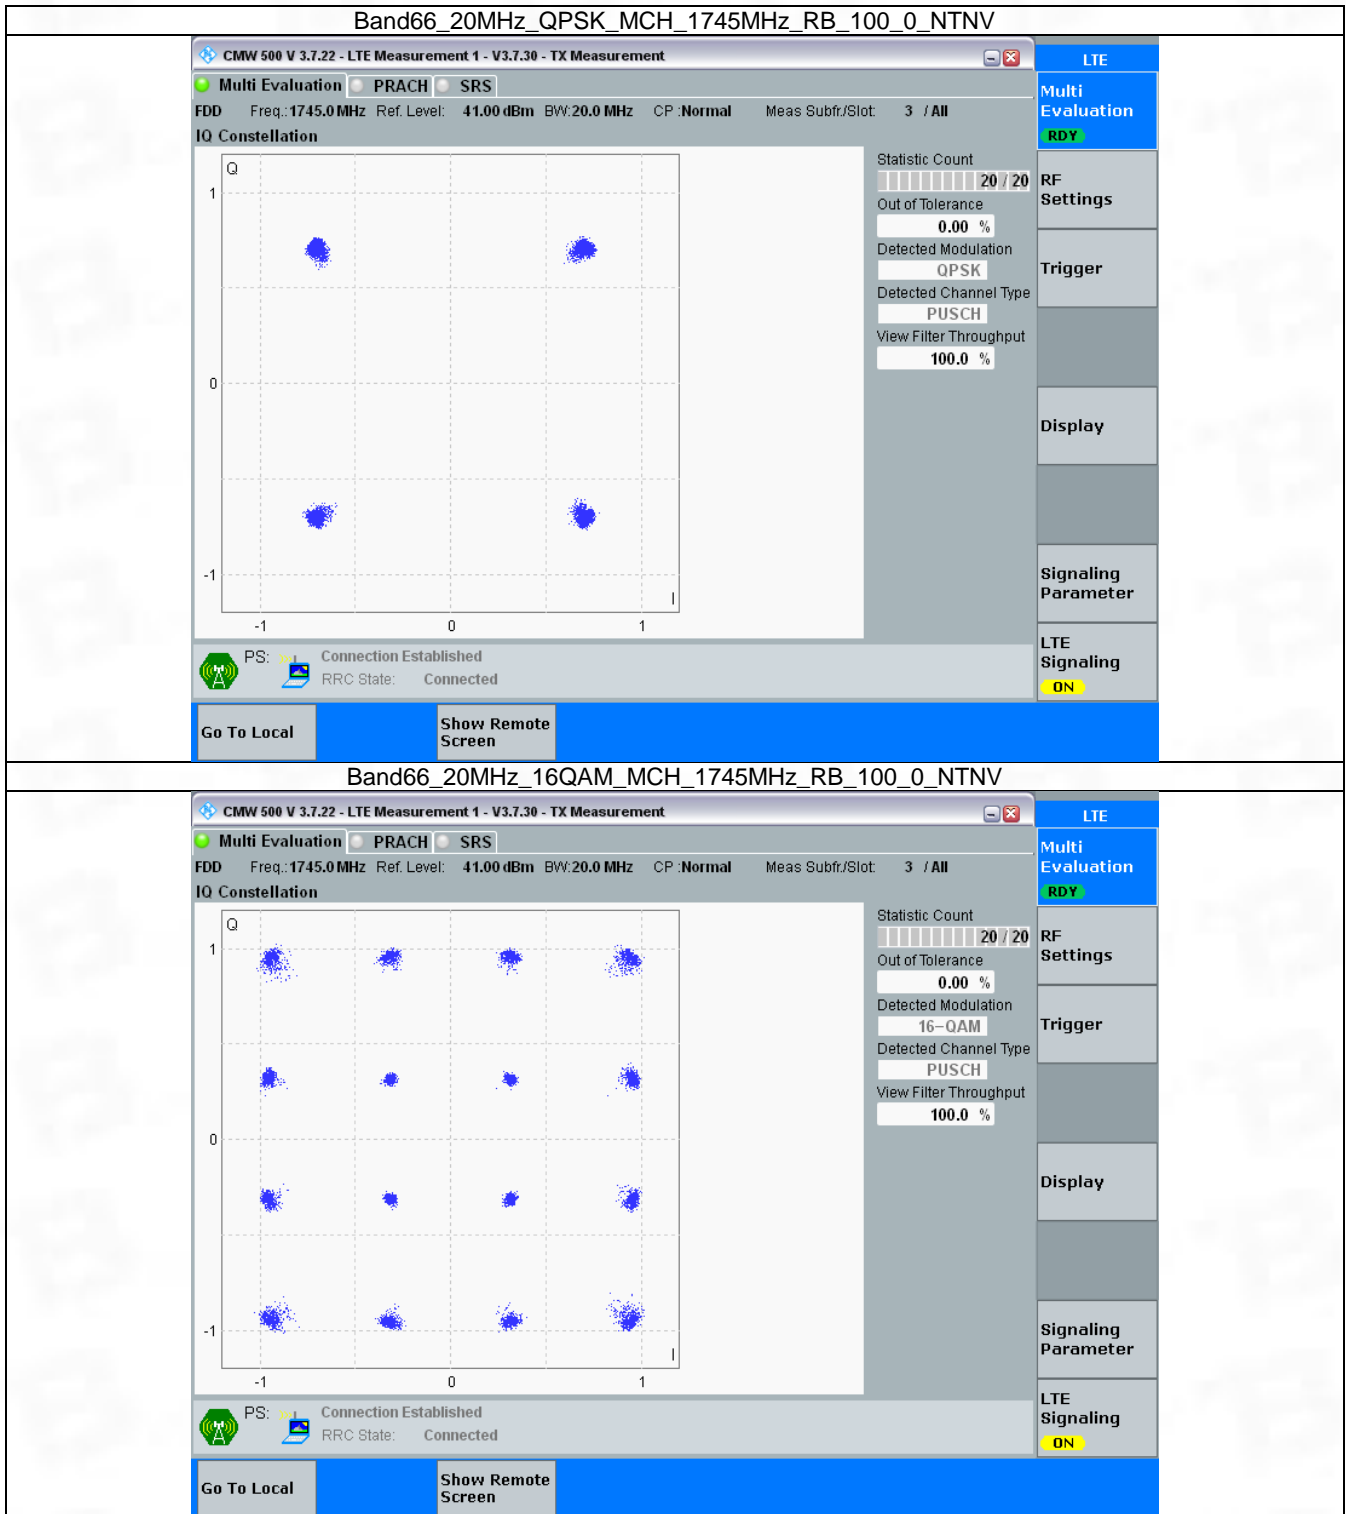 Band66_20MHz_QPSK_MCH_1745MHz_RB_100_0_NTNV
CMW 500 V 3.7.22 - LTE Measurement 1 - V3.7.30 - TX Measurement
LTE
Multi Evaluation PRACH SRS
Multi
Evaluation
RDY
FDD Freq.: 1745.0 MHz Ref. Level: 41.00 dBm BW: 20.0 MHz CP : Normal Meas Subfr./Slot: 3 / All
IQ Constellation
Q
1
0
-1
I
-1 0 1
Statistic Count
20 / 20
Out of Tolerance
0.00 %
Detected Modulation
QPSK
Detected Channel Type
PUSCH
View Filter Throughput
100.0 %
RF
Settings
Trigger
Display
Signaling
Parameter
LTE
Signaling
ON
PS: Connection Established
RRC State: Connected
Go To Local
Show Remote
Screen
Band66_20MHz_16QAM_MCH_1745MHz_RB_100_0_NTNV
CMW 500 V 3.7.22 - LTE Measurement 1 - V3.7.30 - TX Measurement
LTE
Multi Evaluation PRACH SRS
Multi
Evaluation
RDY
FDD Freq.: 1745.0 MHz Ref. Level: 41.00 dBm BW: 20.0 MHz CP : Normal Meas Subfr./Slot: 3 / All
IQ Constellation
Q
1
0
-1
I
-1 0 1
Statistic Count
20 / 20
Out of Tolerance
0.00 %
Detected Modulation
16-QAM
Detected Channel Type
PUSCH
View Filter Throughput
100.0 %
RF
Settings
Trigger
Display
Signaling
Parameter
LTE
Signaling
ON
PS: Connection Established
RRC State: Connected
Go To Local
Show Remote
Screen